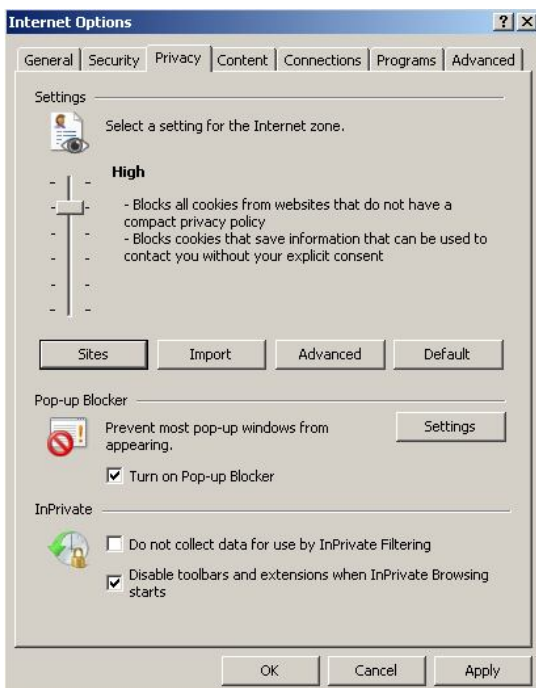 Internet Options
General Security Privacy Content Connections Programs Advanced
Settings
Select a setting for the Internet zone.
High
- Blocks all cookies from websites that do not have a
compact privacy policy
- Blocks cookies that save information that can be used to
contact you without your explicit consent
Sites Import Advanced Default
Pop-up Blocker
Prevent most pop-up windows from
appearing.
Settings
Turn on Pop-up Blocker
InPrivate
Do not collect data for use by InPrivate Filtering
Disable toolbars and extensions when InPrivate Browsing
starts
OK Cancel Apply